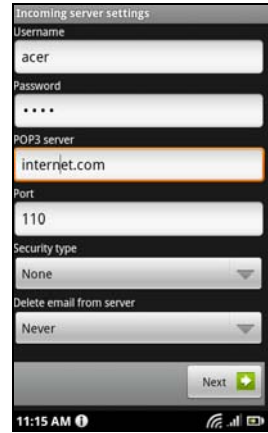 Incoming server settings
Username
acer
Password
••••
POP3 server
internet.com
Port
110
Security type
None
Delete email from server
Never
Next
11:15 AM